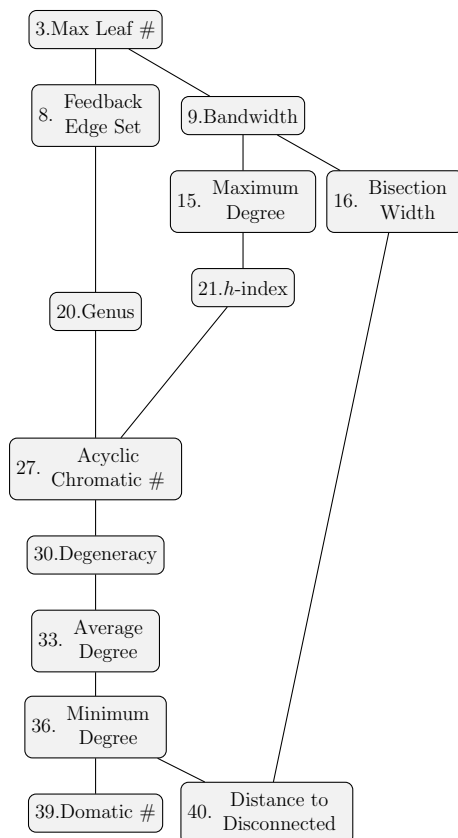 3.Max Leaf #
8. Feedback
Edge Set
9.Bandwidth
15. Maximum
Degree
16. Bisection
Width
21.h-index
20.Genus
27. Acyclic
Chromatic #
30.Degeneracy
33. Average
Degree
36. Minimum
Degree
39.Domatic #
40. Distance to
Disconnected